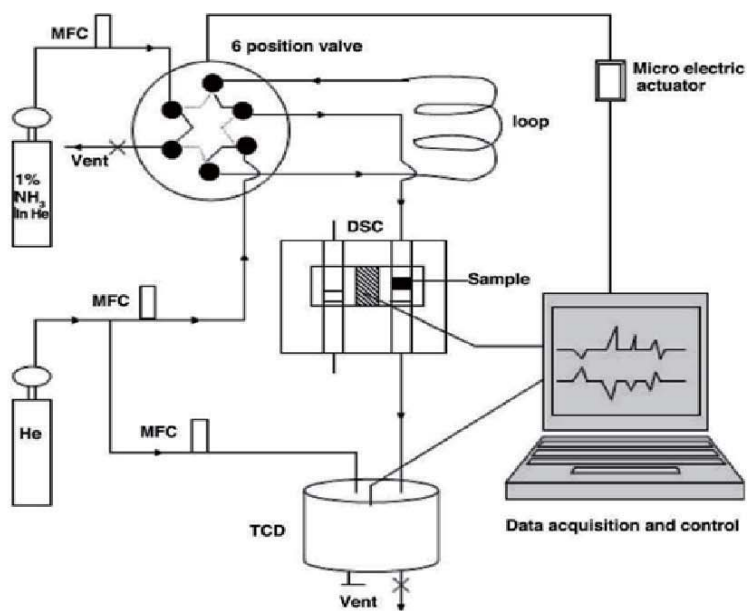 MFC
6 position valve
Micro electric
actuator
loop
Vent
1%
NH3
In He
DSC
Sample
MFC
He
MFC
TCD
Data acquisition and control
Vent